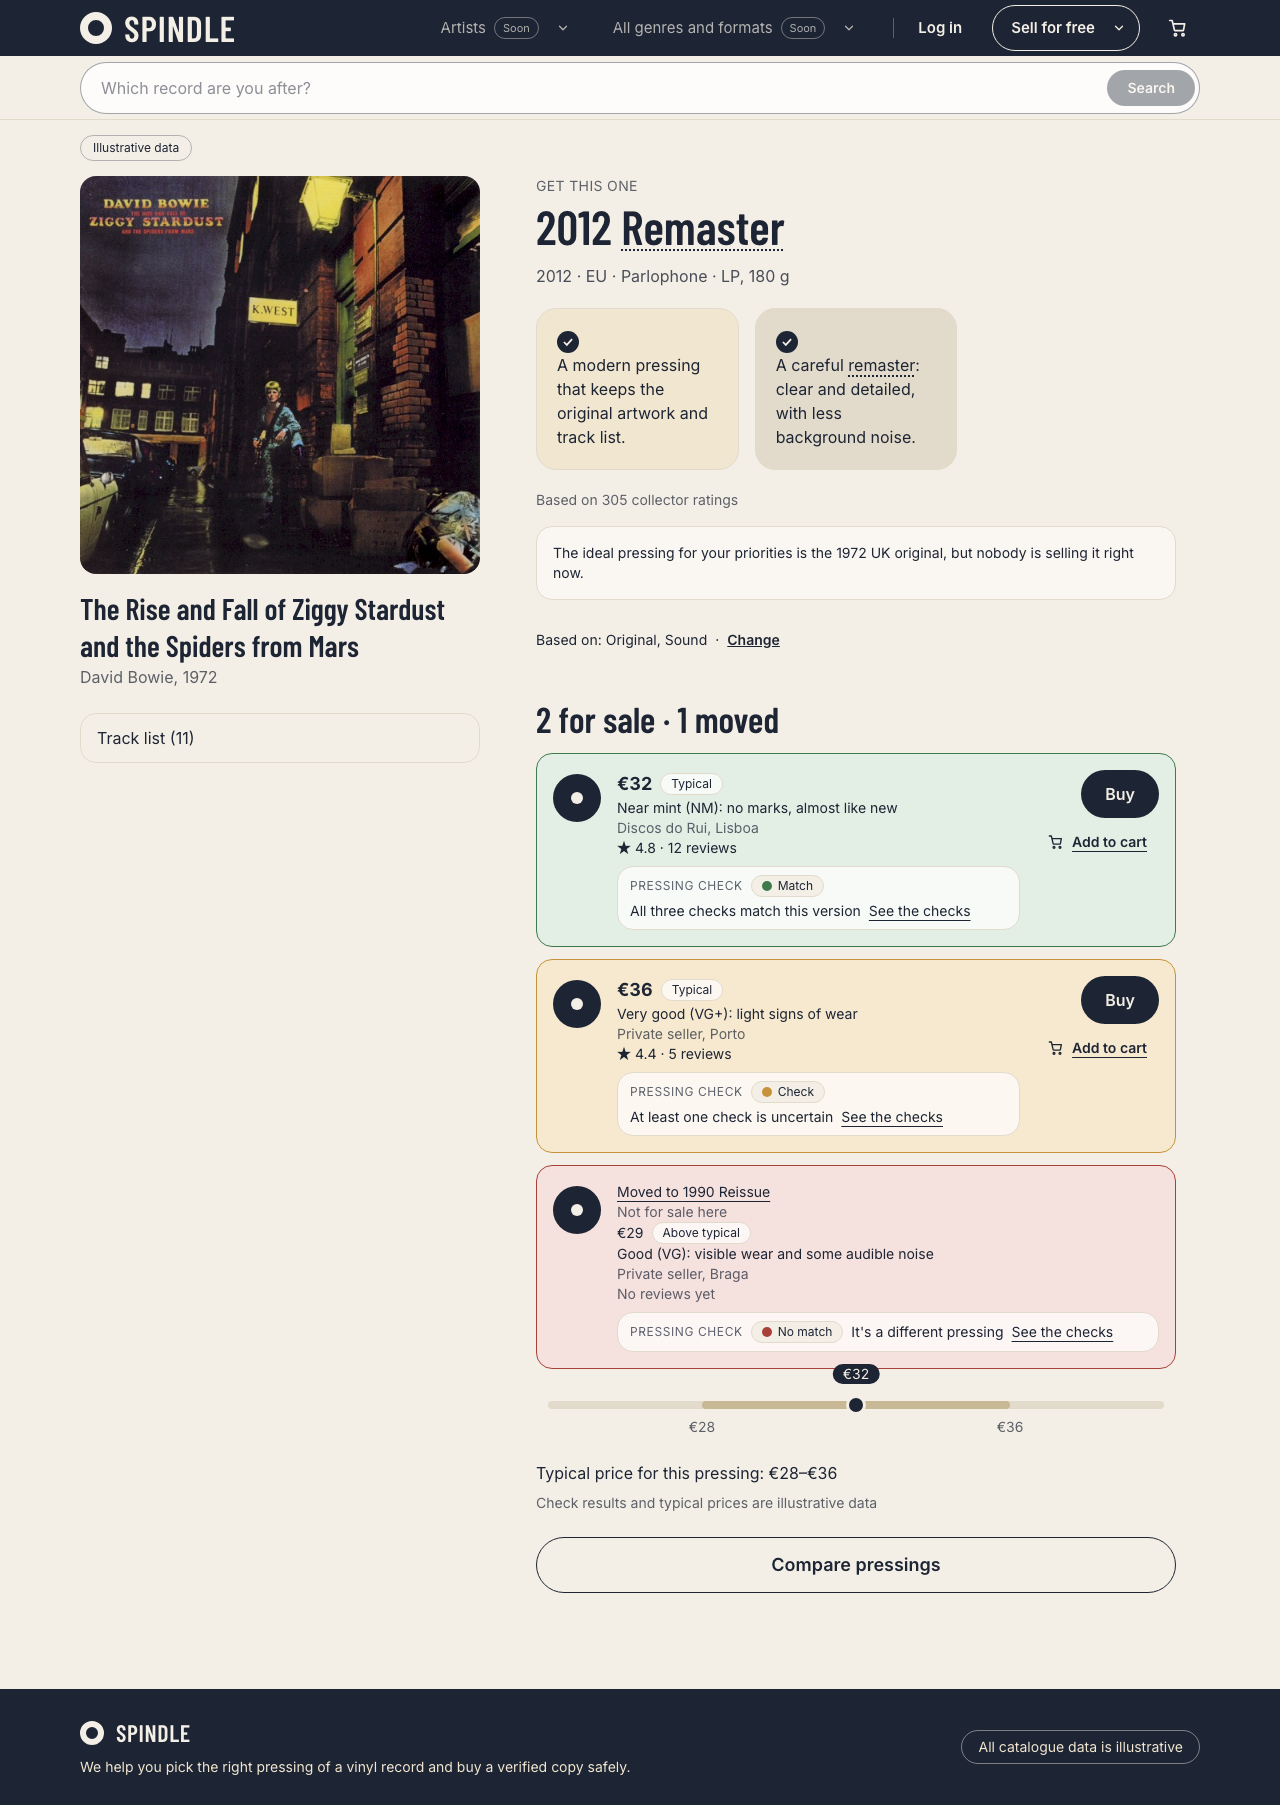 SPINDLE
Artists Soon
All genres and formats Soon
Log in
Sell for free
Which record are you after?
Search
Illustrative data
DAVID BOWIE
THE RISE AND FALL OF
ZIGGY STARDUST
AND THE SPIDERS FROM MARS
K.WEST
The Rise and Fall of Ziggy Stardust
and the Spiders from Mars
David Bowie, 1972
Track list (11)
GET THIS ONE
2012 Remaster
2012 · EU · Parlophone · LP, 180 g
A modern pressing
that keeps the
original artwork and
track list.
A careful remaster:
clear and detailed,
with less
background noise.
Based on 305 collector ratings
The ideal pressing for your priorities is the 1972 UK original, but nobody is selling it right
now.
Based on: Original, Sound · Change
2 for sale · 1 moved
€32 Typical
Near mint (NM): no marks, almost like new
Discos do Rui, Lisboa
★ 4.8 · 12 reviews
PRESSING CHECK Match
All three checks match this version See the checks
Buy
Add to cart
€36 Typical
Very good (VG+): light signs of wear
Private seller, Porto
★ 4.4 · 5 reviews
PRESSING CHECK Check
At least one check is uncertain See the checks
Buy
Add to cart
Moved to 1990 Reissue
Not for sale here
€29 Above typical
Good (VG): visible wear and some audible noise
Private seller, Braga
No reviews yet
PRESSING CHECK No match It's a different pressing See the checks
€32
€28 €36
Typical price for this pressing: €28–€36
Check results and typical prices are illustrative data
Compare pressings
SPINDLE
We help you pick the right pressing of a vinyl record and buy a verified copy safely.
All catalogue data is illustrative